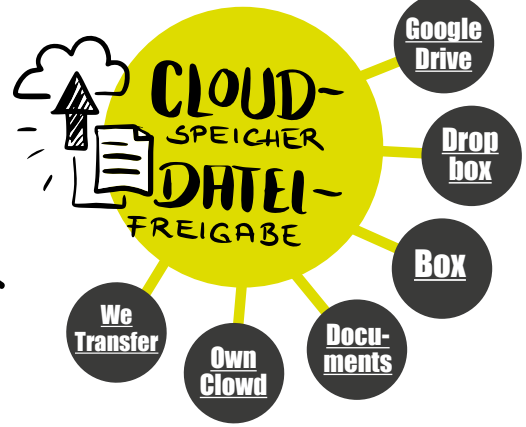 CLOUD-
SPEICHER
DATEI-
FREIGABE
Google
Drive
Drop
box
Box
Docu-
ments
Own
Clowd
We
Transfer